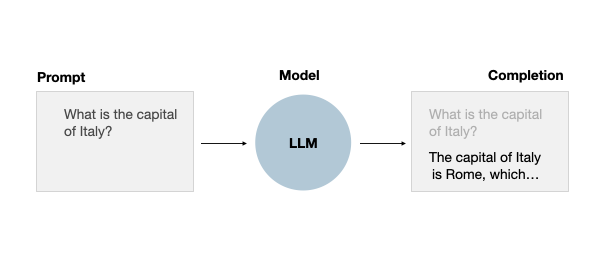 Prompt
Model
Completion
What is the capital
of Italy?
LLM
What is the capital
of Italy?
The capital of Italy
is Rome, which…